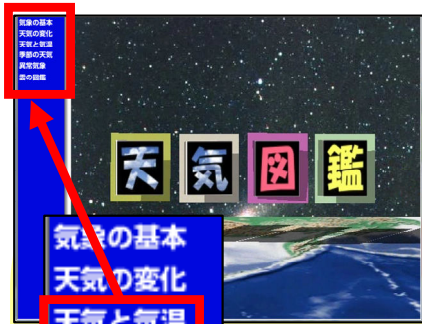 気象の基本
天気の変化
天気と気温
季節の天気
異常気象
雲の図鑑
天気図鑑
気象の基本
天気の変化
天気と気温